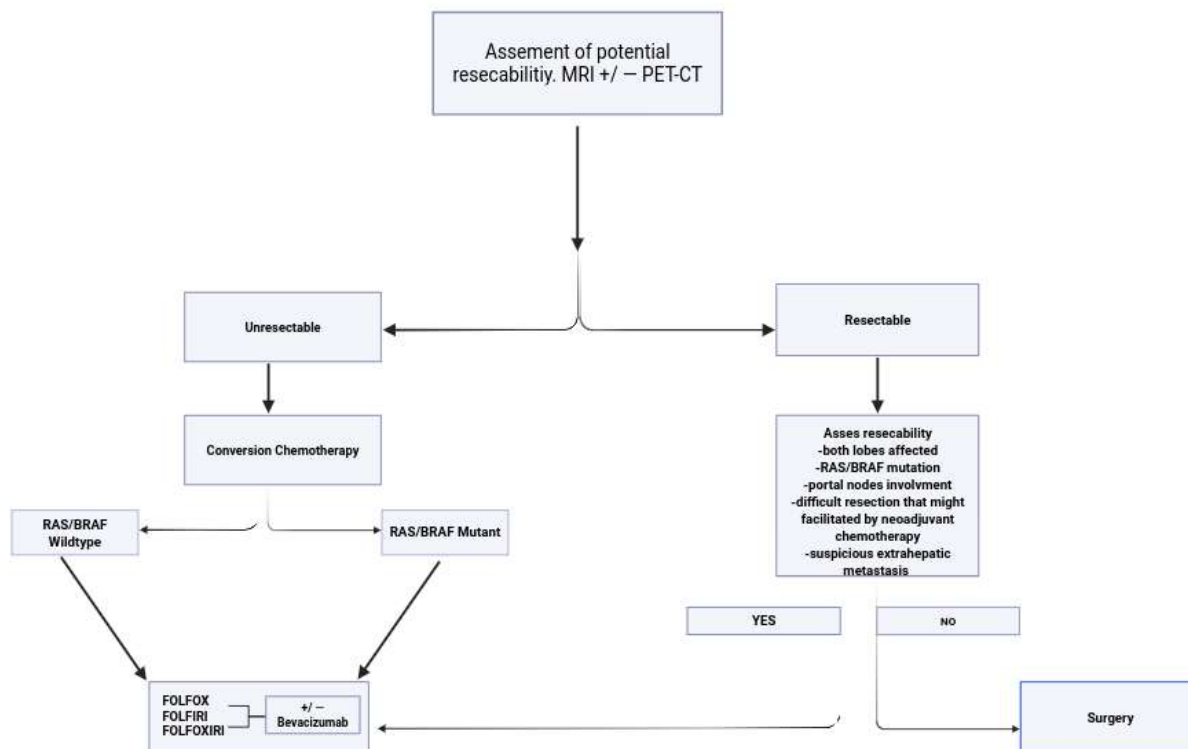 Assement of potential
resecabilitiy. MRI +/ — PET-CT
Unresectable
Resectable
Conversion Chemotherapy
Asses resecability
-both lobes affected
-RAS/BRAF mutation
-portal nodes involvment
-difficult resection that might
facilitated by neoadjuvant
chemotherapy
-suspicious extrahepatic
metastasis
RAS/BRAF
Wildtype
RAS/BRAF Mutant
YES
NO
FOLFOX
FOLFIRI
FOLFOXIRI
+/ —
Bevacizumab
Surgery